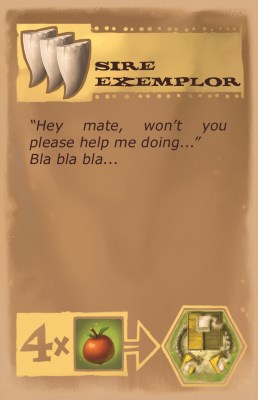 SIRE
EXEMPLOR
“Hey mate, won’t you
please help me doing...”
Bla bla bla...
4x